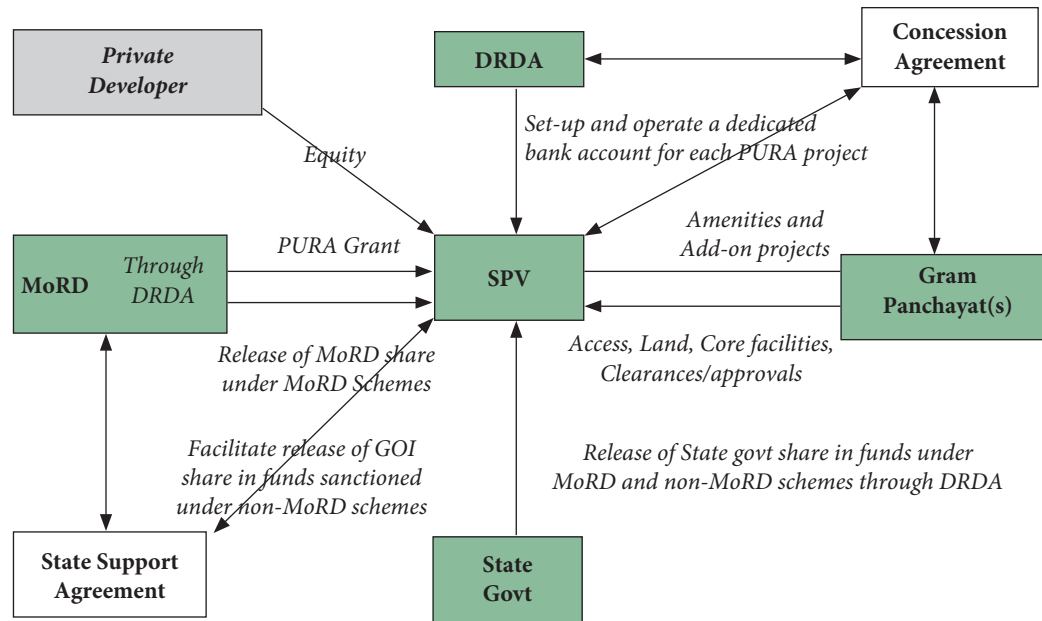 Private
Developer
DRDA
Concession
Agreement
Equity
Set-up and operate a dedicated
bank account for each PURA project
MoRD
Through
DRDA
PURA Grant
SPV
Amenities and
Add-on projects
Gram
Panchayat(s)
Release of MoRD share
under MoRD Schemes
Access, Land, Core facilities,
Clearances/approvals
Facilitate release of GOI
share in funds sanctioned
under non-MoRD schemes
Release of State govt share in funds under
MoRD and non-MoRD schemes through DRDA
State Support
Agreement
State
Govt